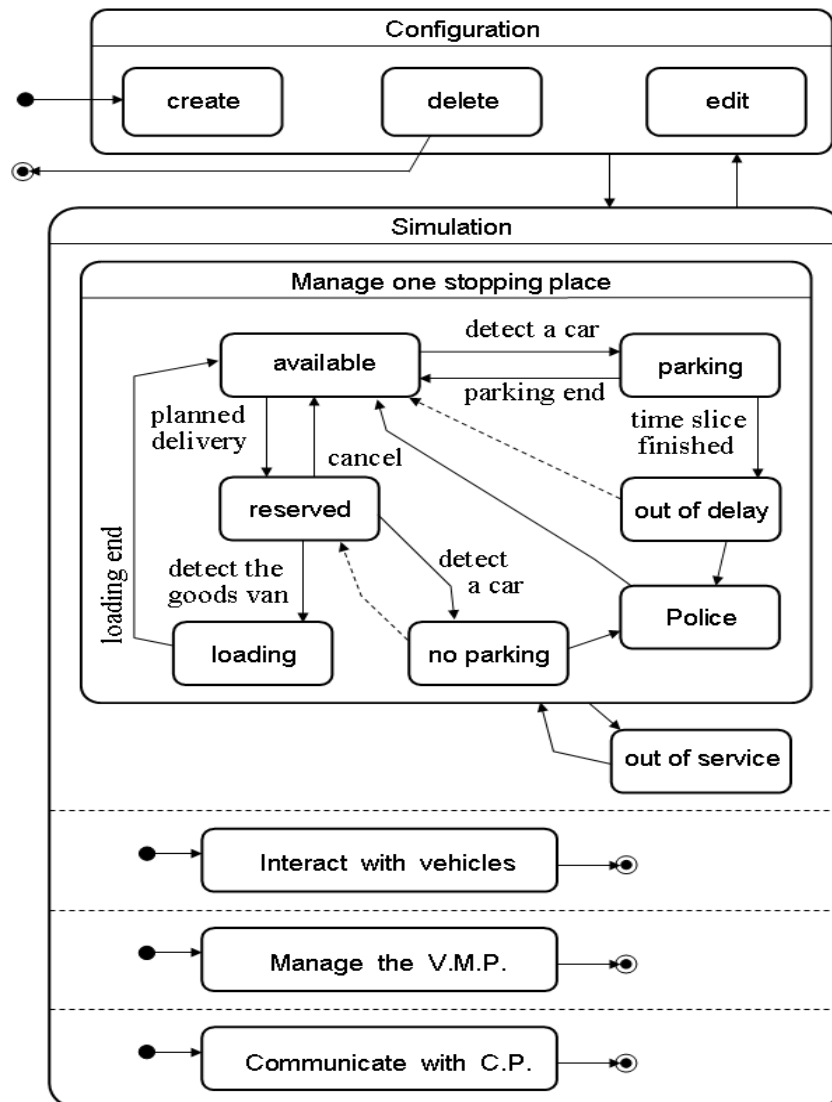 Configuration
create
delete
edit
Simulation
Manage one stopping place
detect a car
available
parking
parking end
planned
delivery
time slice
finished
cancel
reserved
out of delay
detect the
goods van
detect
a car
loading end
Police
loading
no parking
out of service
Interact with vehicles
Manage the V.M.P.
Communicate with C.P.